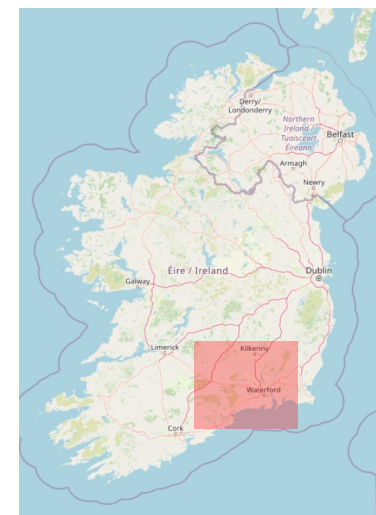 Derry/
Londonderry
Northern
Ireland
Tuaisceart
Éireann
Belfast
Armagh
Newry
Éire / Ireland
Dublin
Galway
Limerick
Kilkenny
Waterford
Cork